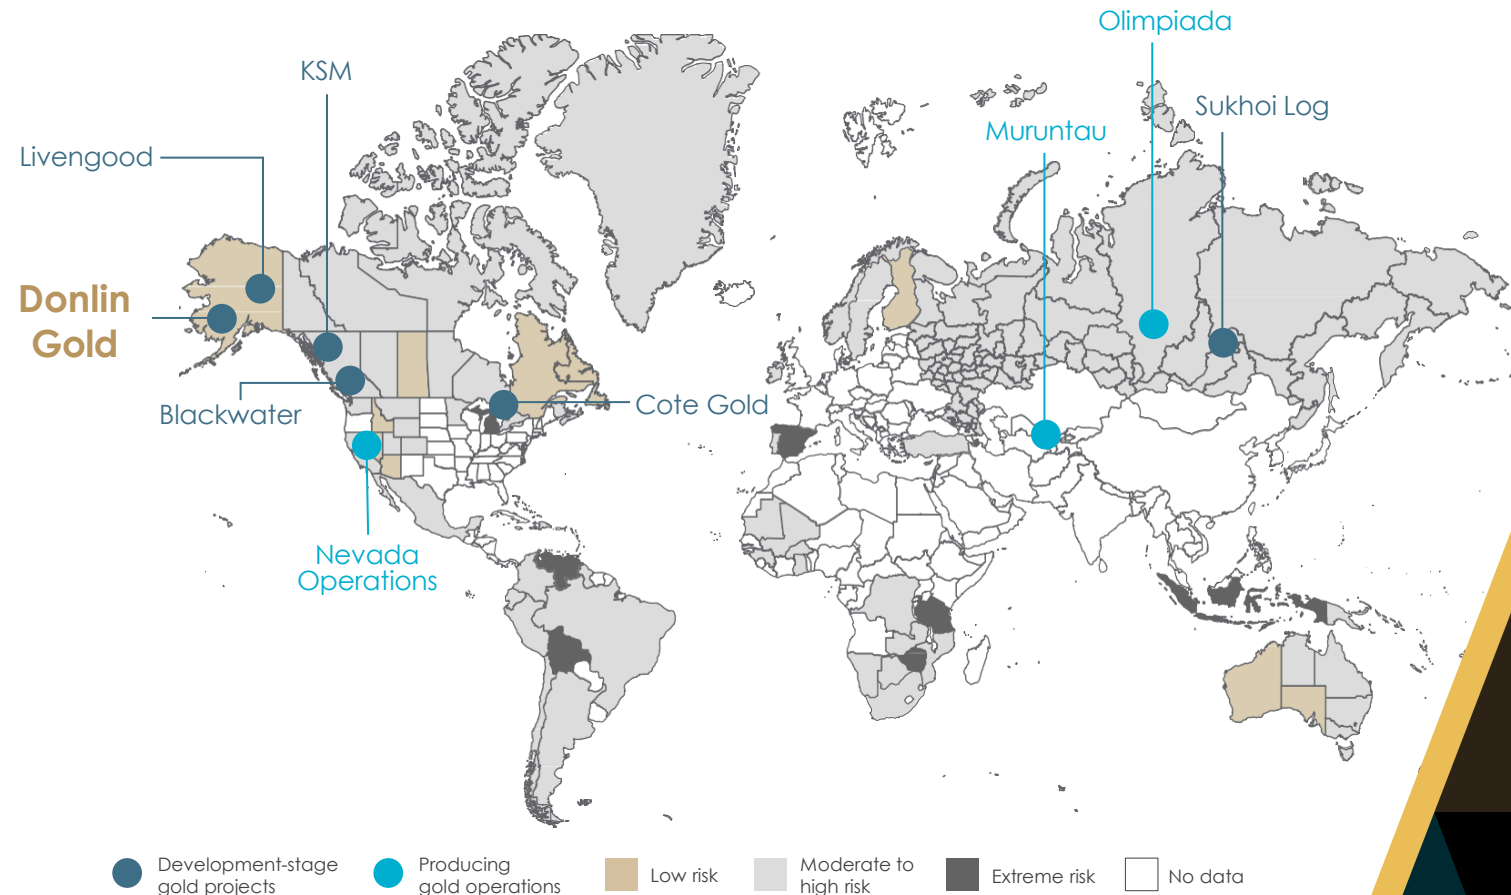 Olimpiada
KSM
Sukhoi Log
Muruntau
Livengood
Donlin
Gold
Blackwater
Cote Gold
Nevada
Operations
Development-stage
gold projects
Producing
gold operations
Low risk
Moderate to
high risk
Extreme risk
No data